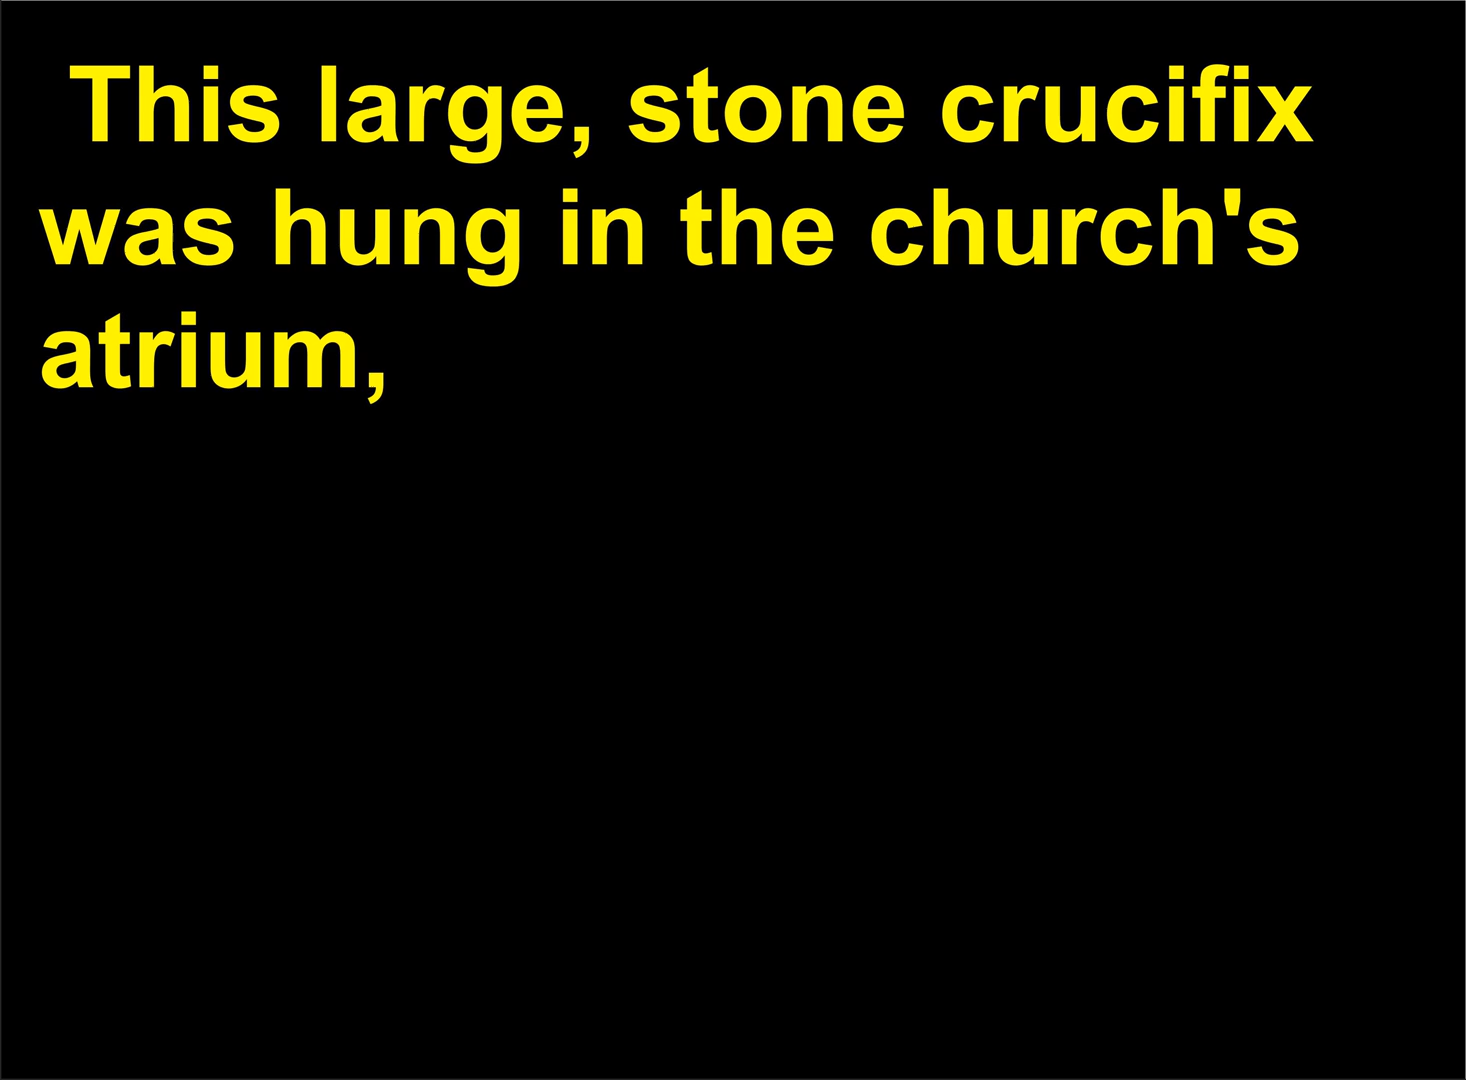 This large, stone crucifix
was hung in the church's
atrium,